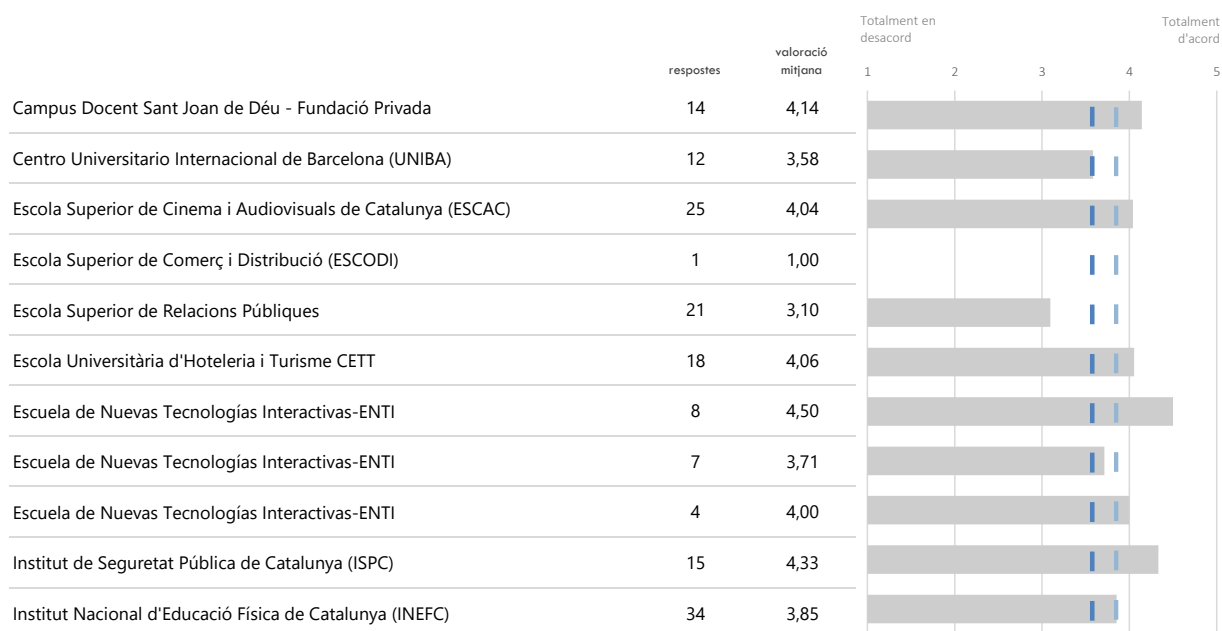 Totalment en
desacord
Totalment
d'acord
respostes
valoració
mitjana
1 2 3 4 5
Campus Docent Sant Joan de Déu - Fundació Privada 14 4,14
Centro Universitario Internacional de Barcelona (UNIBA) 12 3,58
Escola Superior de Cinema i Audiovisuals de Catalunya (ESCAC) 25 4,04
Escola Superior de Comerç i Distribució (ESCODI) 1 1,00
Escola Superior de Relacions Públiques 21 3,10
Escola Universitària d'Hoteleria i Turisme CETT 18 4,06
Escuela de Nuevas Tecnologías Interactivas-ENTI 8 4,50
Escuela de Nuevas Tecnologías Interactivas-ENTI 7 3,71
Escuela de Nuevas Tecnologías Interactivas-ENTI 4 4,00
Institut de Seguretat Pública de Catalunya (ISPC) 15 4,33
Institut Nacional d'Educació Física de Catalunya (INEFC) 34 3,85